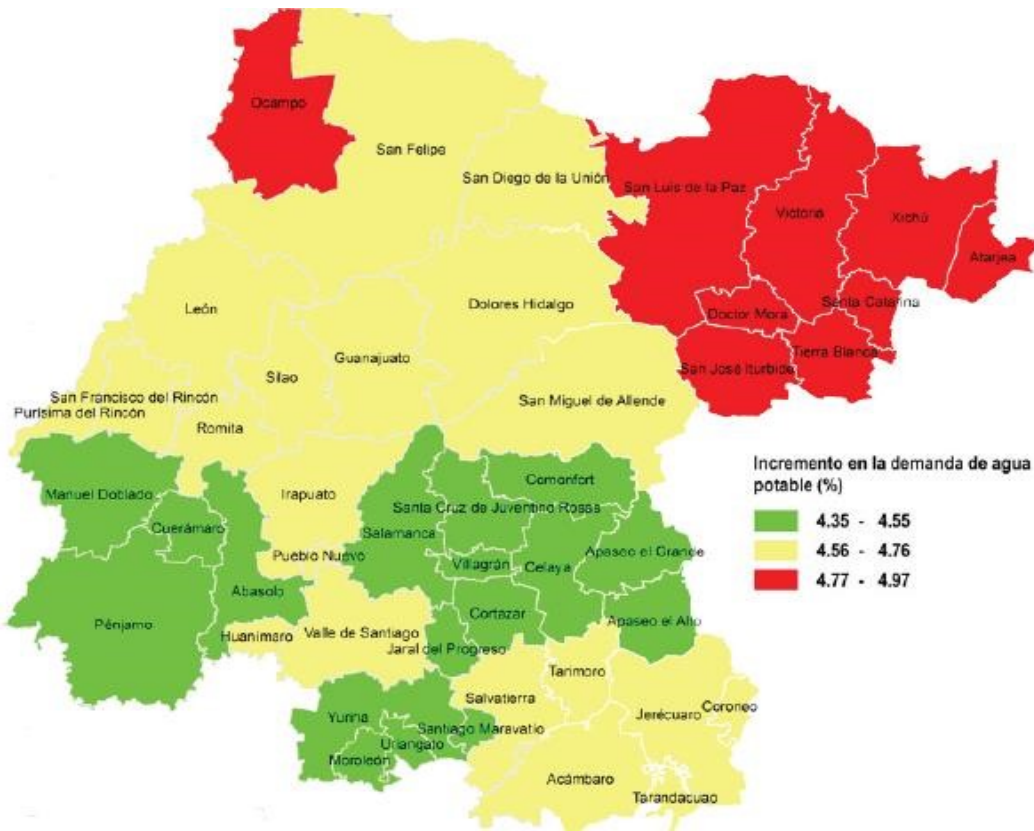 Ocampo
San Felipe
San Diego de la Unión
San Luis de la Paz
Victoria
Xichú
Atarjea
León
Dolores Hidalgo
Doctor Mora
Santa Catarina
Guanajuato
Silao
San José Iturbide
Tierra Blanca
San Francisco del Rincón
Purísima del Rincón
San Miguel de Allende
Romita
Incremento en la demanda de agua
potable (%)
4.35 - 4.55
4.56 - 4.76
4.77 - 4.97
Manuel Doblado
Irapuato
Comonfort
Santa Cruz de Juventino Rosas
Cuerámaro
Salamanca
Pueblo Nuevo
Villagrán
Celaya
Apaseo el Grande
Abasolo
Pénjamo
Cortazar
Apaseo el Alto
Huanímaro
Valle de Santiago
Jaral del Progreso
Tarimoro
Salvatierra
Jerécuaro
Coroneo
Yuriria
Santiago Maravatío
Uriangato
Moroleón
Acámbaro
Tarandacuao